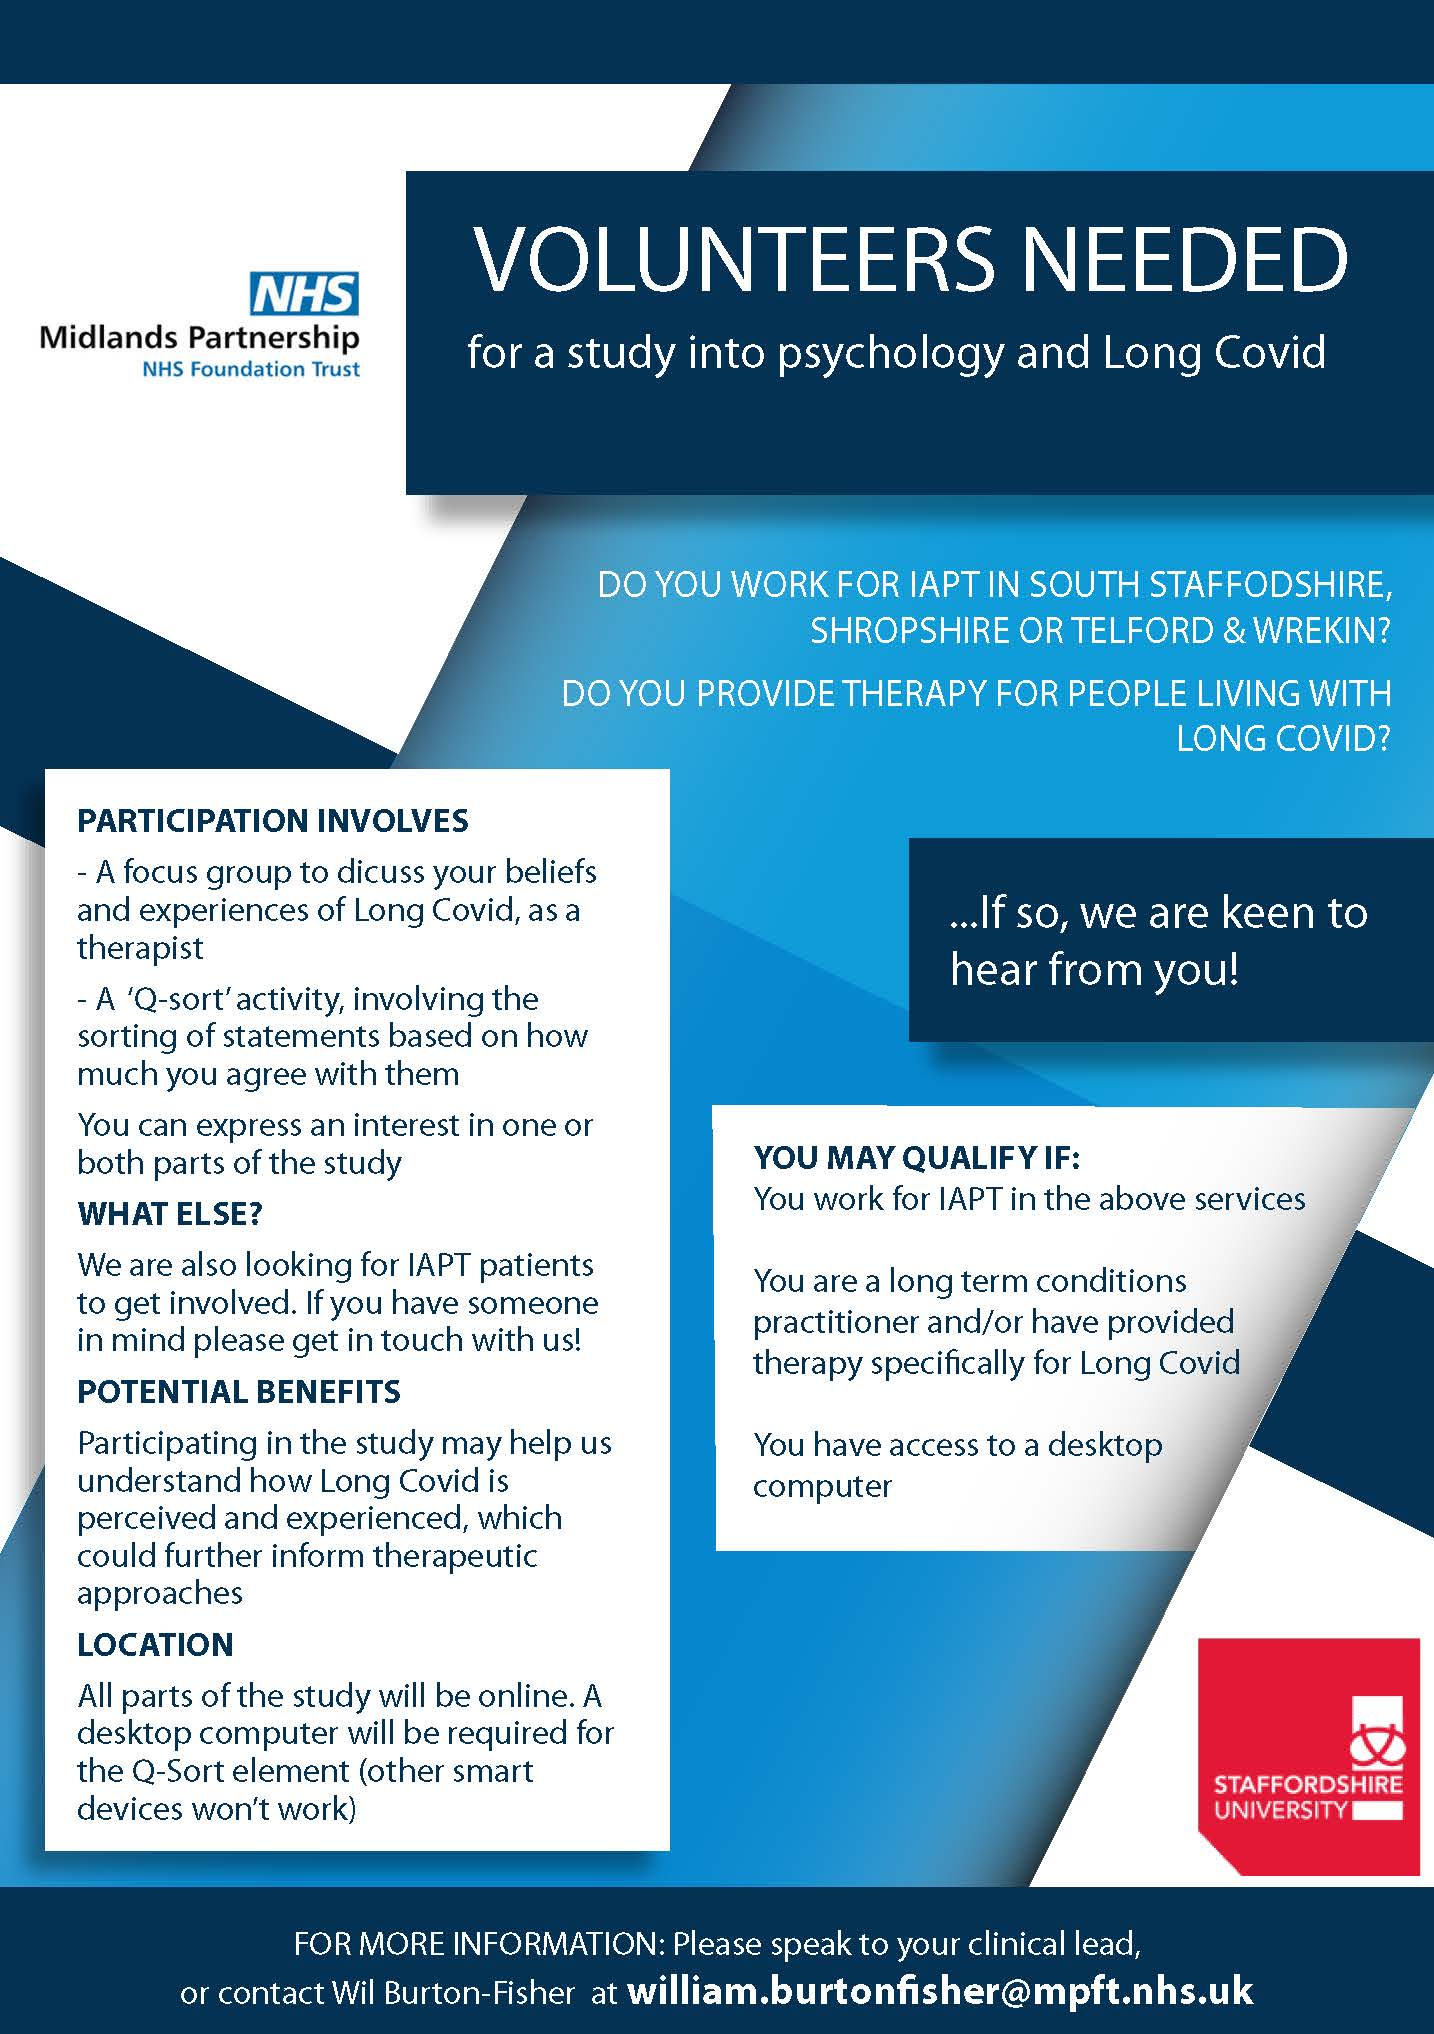 NHS
Midlands Partnership
NHS Foundation Trust
VOLUNTEERS NEEDED
for a study into psychology and Long Covid
DO YOU WORK FOR IAPT IN SOUTH STAFFODSHIRE,
SHROPSHIRE OR TELFORD & WREKIN?
DO YOU PROVIDE THERAPY FOR PEOPLE LIVING WITH
LONG COVID?
...If so, we are keen to
hear from you!
PARTICIPATION INVOLVES
- A focus group to dicuss your beliefs
and experiences of Long Covid, as a
therapist
- A ‘Q-sort’ activity, involving the
sorting of statements based on how
much you agree with them
You can express an interest in one or
both parts of the study
WHAT ELSE?
We are also looking for IAPT patients
to get involved. If you have someone
in mind please get in touch with us!
POTENTIAL BENEFITS
Participating in the study may help us
understand how Long Covid is
perceived and experienced, which
could further inform therapeutic
approaches
LOCATION
All parts of the study will be online. A
desktop computer will be required for
the Q-Sort element (other smart
devices won’t work)
YOU MAY QUALIFY IF:
You work for IAPT in the above services
You are a long term conditions
practitioner and/or have provided
therapy specifically for Long Covid
You have access to a desktop
computer
STAFFORDSHIRE
UNIVERSITY
FOR MORE INFORMATION: Please speak to your clinical lead,
or contact Wil Burton-Fisher at william.burtonfisher@mpft.nhs.uk